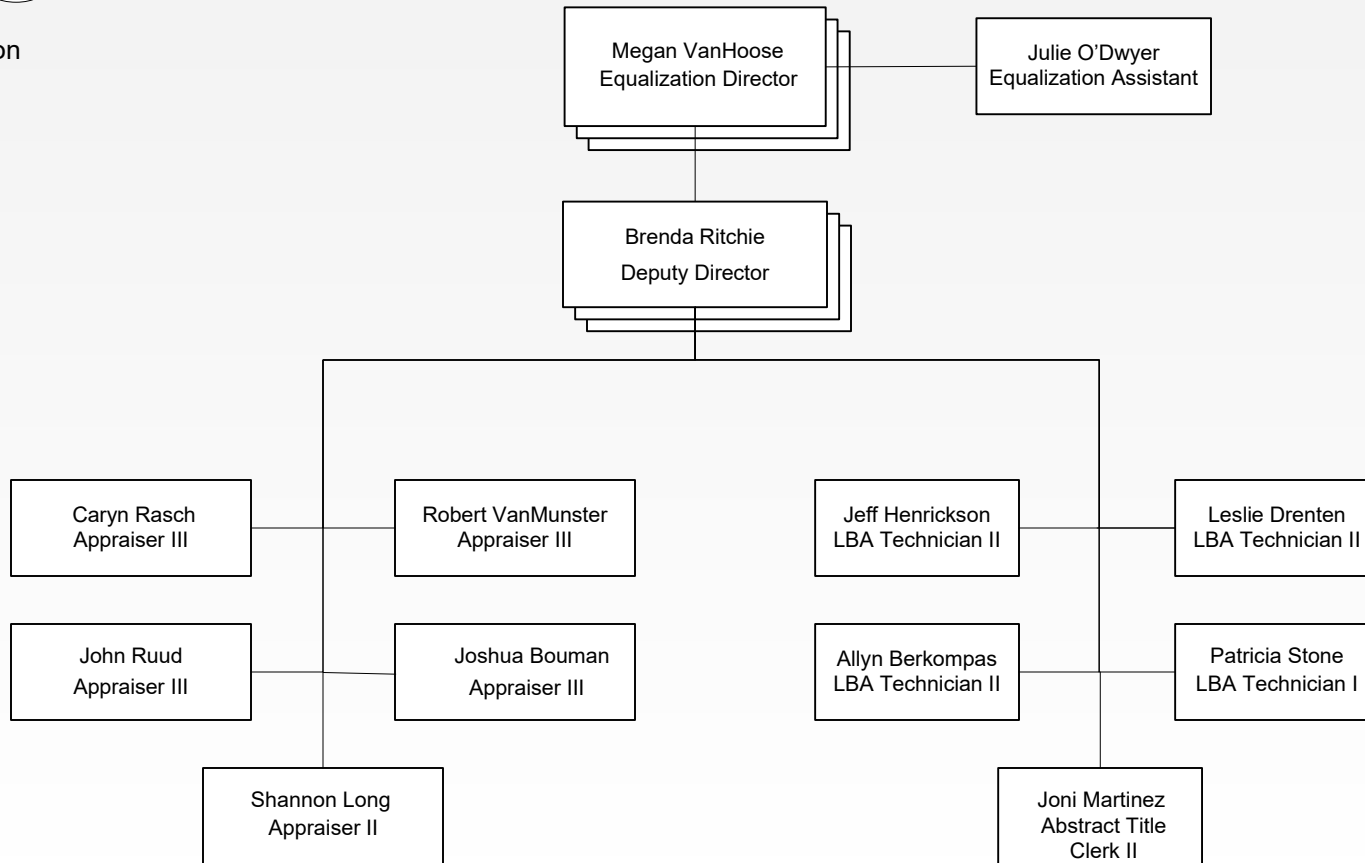 on
Megan VanHoose
Equalization Director
Julie O’Dwyer
Equalization Assistant
Brenda Ritchie
Deputy Director
Caryn Rasch
Appraiser III
Robert VanMunster
Appraiser III
Jeff Henrickson
LBA Technician II
Leslie Drenten
LBA Technician II
John Ruud
Appraiser III
Joshua Bouman
Appraiser III
Allyn Berkompas
LBA Technician II
Patricia Stone
LBA Technician I
Shannon Long
Appraiser II
Joni Martinez
Abstract Title
Clerk II